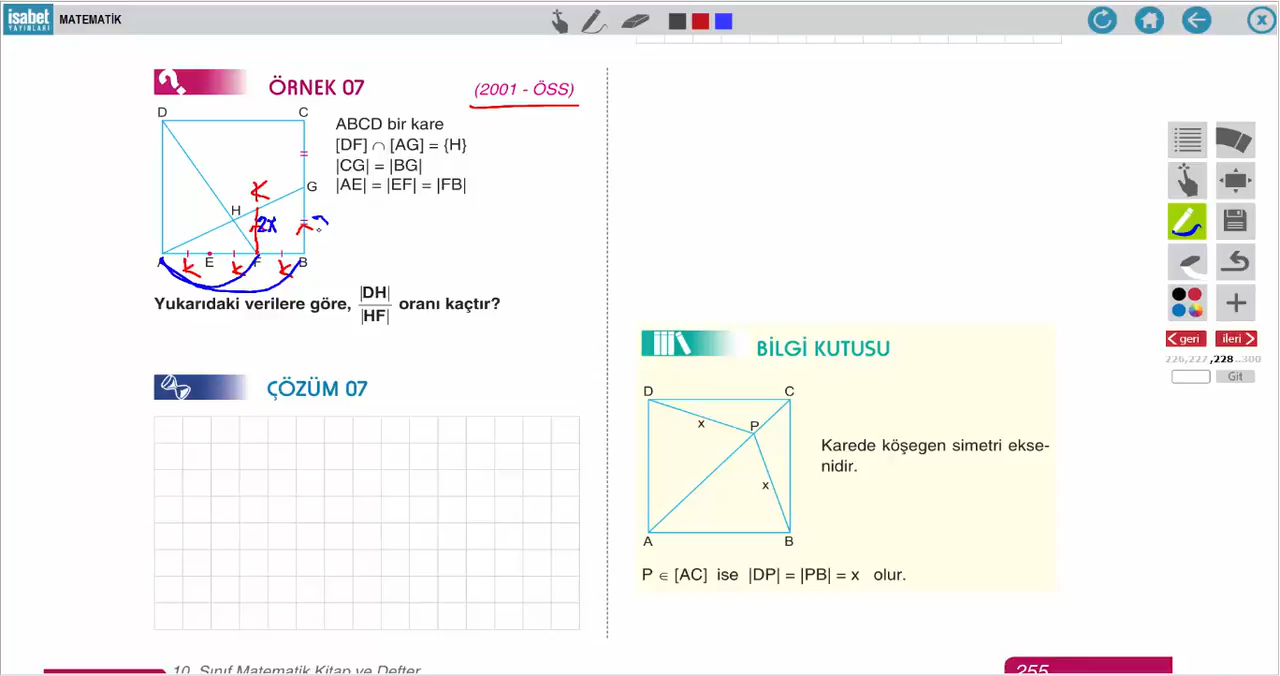 isabet
YAYINLARI
MATEMATİK
ÖRNEK 07
(2001 - ÖSS)
D
C
ABCD bir kare
[DF] ∩ [AG] = {H}
|CG| = |BG|
|AE| = |EF| = |FB|
K
G
H
2x
A
E
F
B
K
K
K
Yukarıdaki verilere göre, |DH|/|HF| oranı kaçtır?
ÇÖZÜM 07
BİLGİ KUTUSU
D
C
x
P
x
A
B
Karede köşegen simetri ekse-
nidir.
P ∈ [AC] ise |DP| = |PB| = x olur.
geri
ileri
226,227,228...300
Git
10. Sınıf Matematik Kitap ve Defter
255